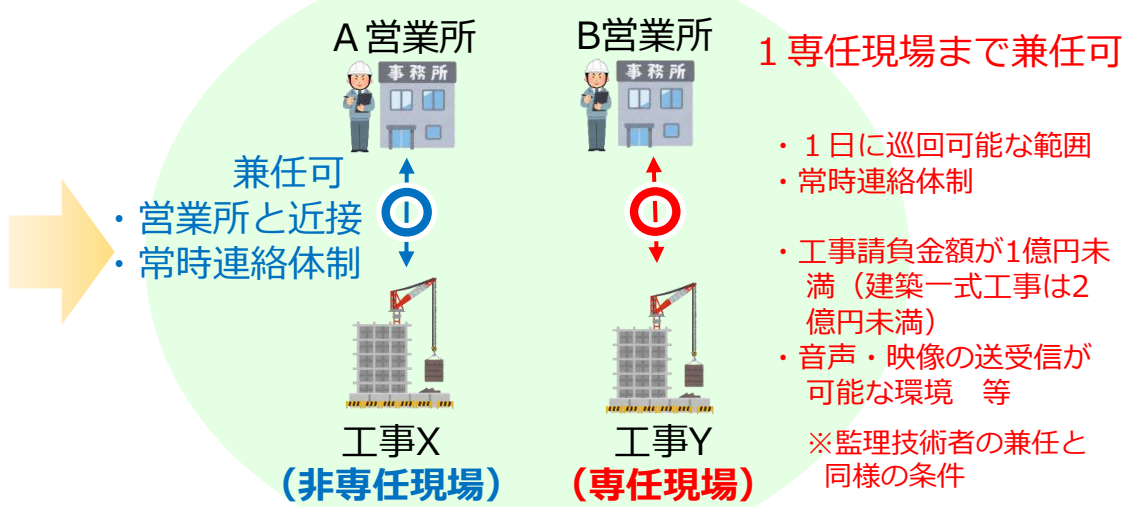 A営業所
事務所
兼任可
・営業所と近接
・常時連絡体制
工事X
(非専任現場)
B営業所
事務所
工事Y
(専任現場)
１専任現場まで兼任可
・１日に巡回可能な範囲
・常時連絡体制
・工事請負金額が1億円未
満（建築一式工事は2
億円未満）
・音声・映像の送受信が
可能な環境　等
※監理技術者の兼任と
同様の条件